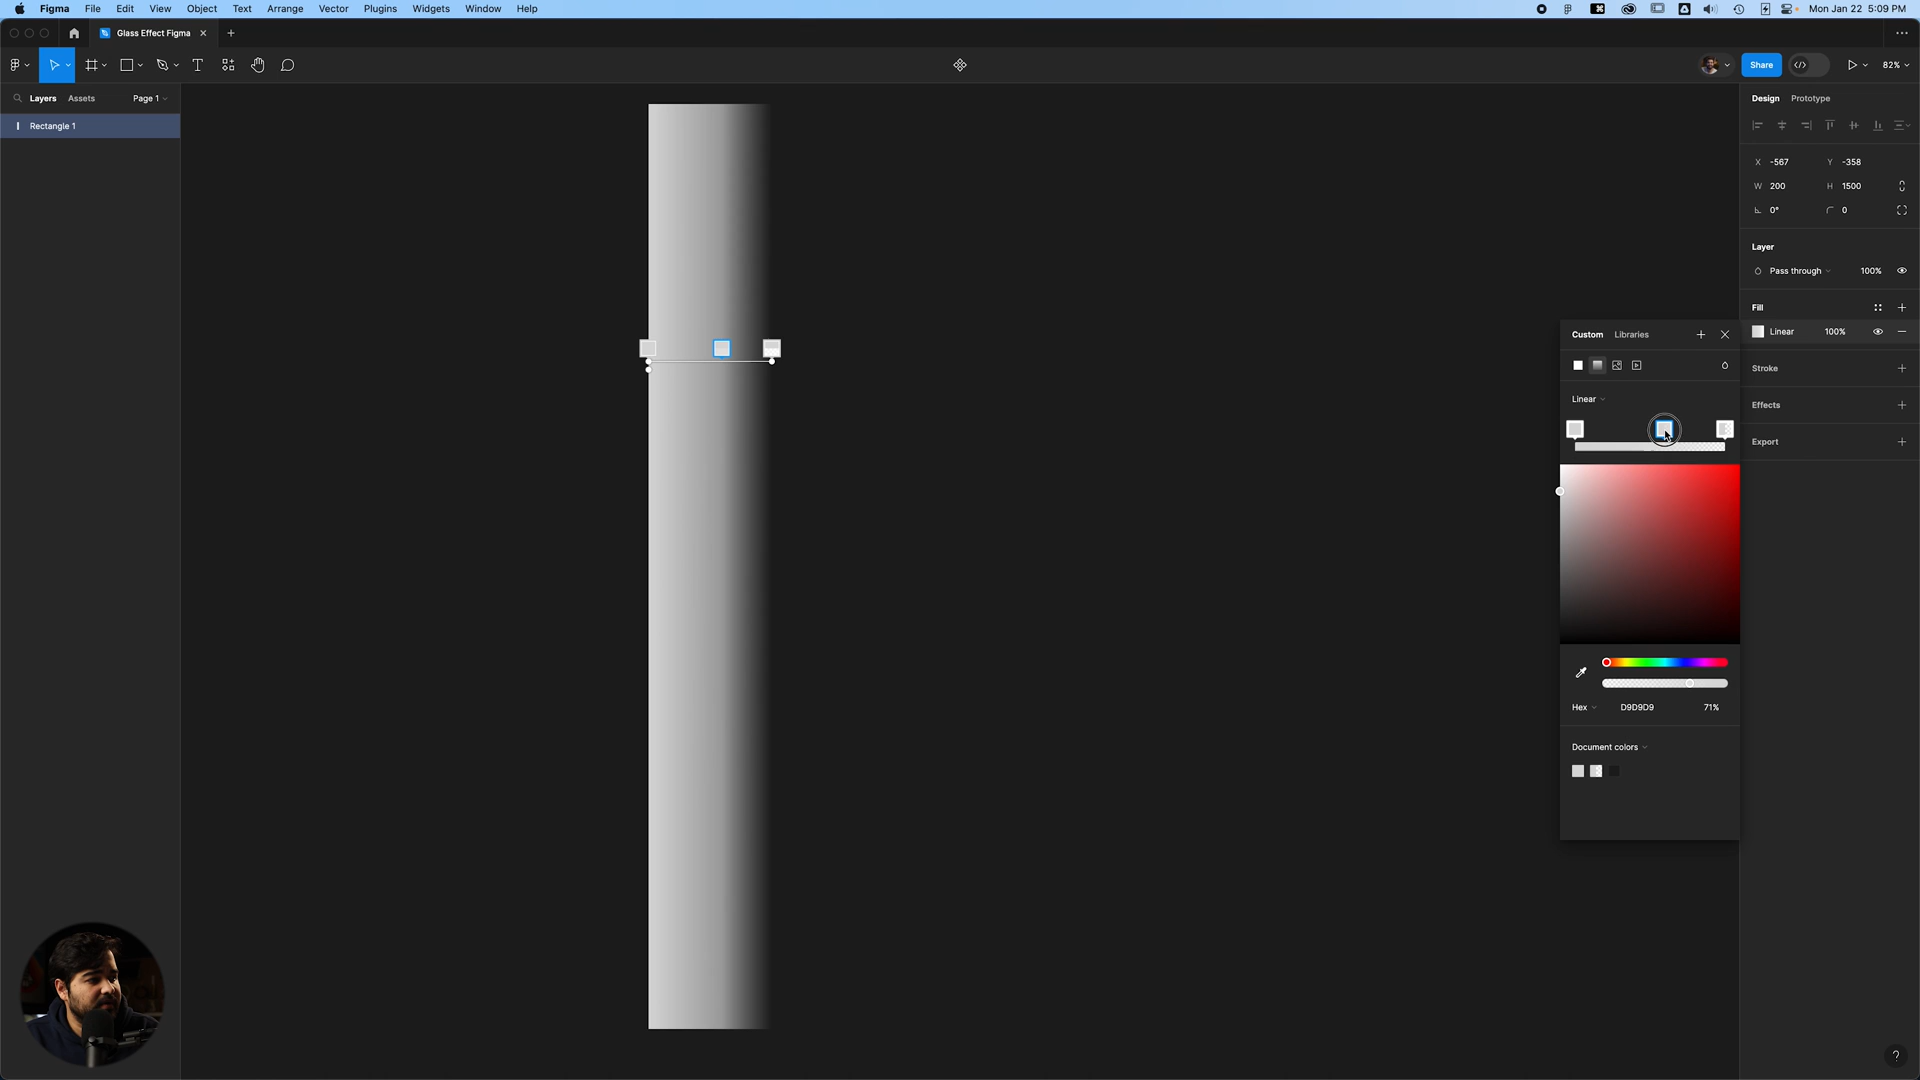 Figma File Edit View Object Text Arrange Vector Plugins Widgets Window Help Mon Jan 22 5:09 PM
Glass Effect Figma
Share 82%
Layers Assets Page 1
Rectangle 1
Design Prototype
X -567 Y -358
W 200 H 1500
0° 0
Layer
Pass through 100%
Fill
Linear 100%
Stroke
Effects
Export
Custom Libraries
Linear
Hex D9D9D9 71%
Document colors
?